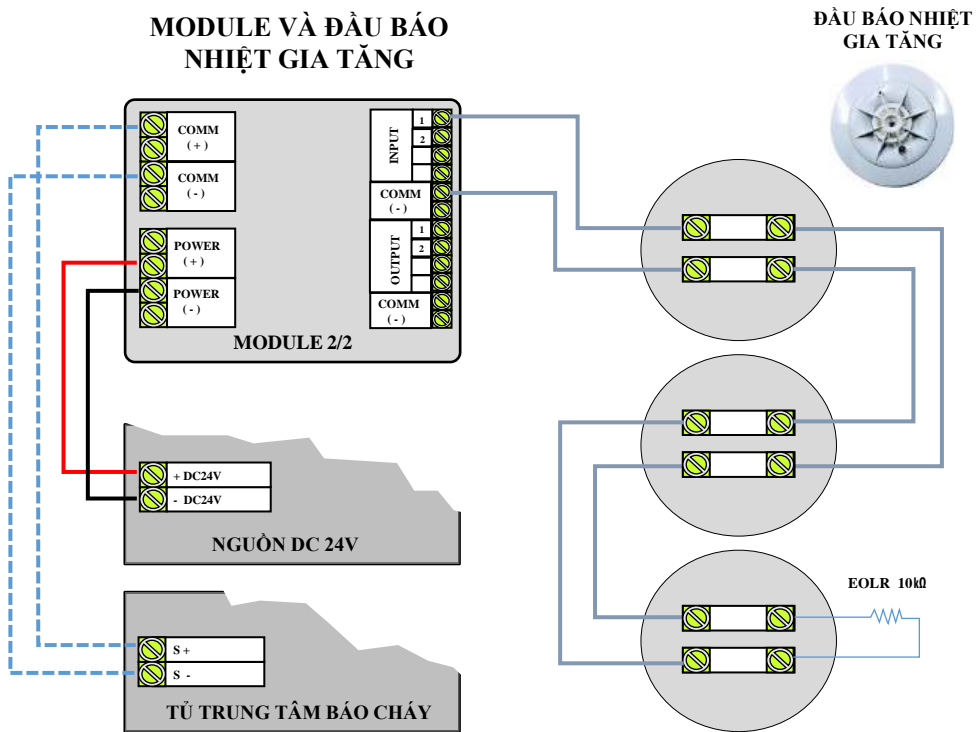 MODULE VÀ ĐẦU BÁO
NHIỆT GIA TĂNG
ĐẦU BÁO NHIỆT
GIA TĂNG
COMM
( + )
COMM
( - )
POWER
( + )
POWER
( - )
INPUT
1
2
COMM
( - )
OUTPUT
1
2
COMM
( - )
MODULE 2/2
+ DC24V
- DC24V
NGUỒN DC 24V
S +
S -
TỦ TRUNG TÂM BÁO CHÁY
EOLR 10kΩ